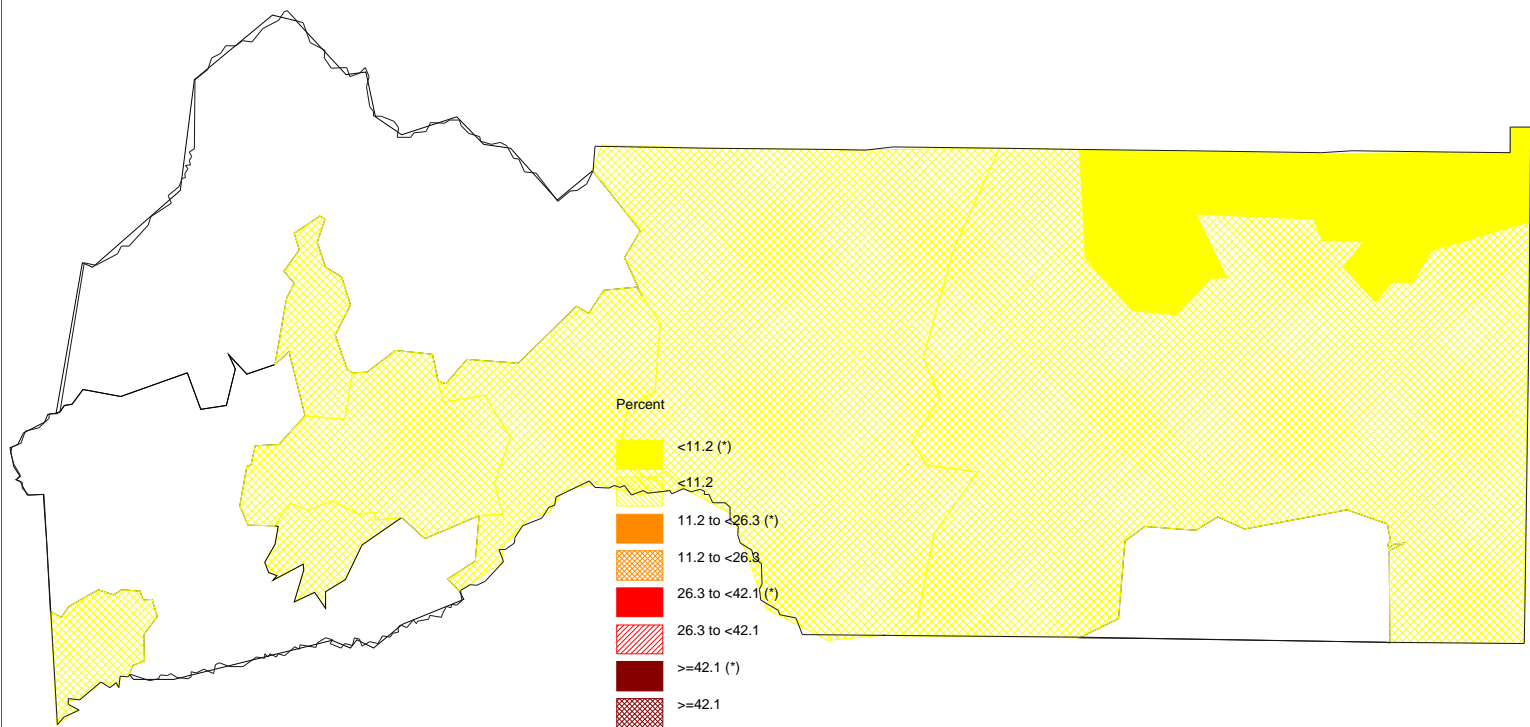 Percent
<11.2 (*)
<11.2
11.2 to <26.3 (*)
11.2 to <26.3
26.3 to <42.1 (*)
26.3 to <42.1
>=42.1 (*)
>=42.1